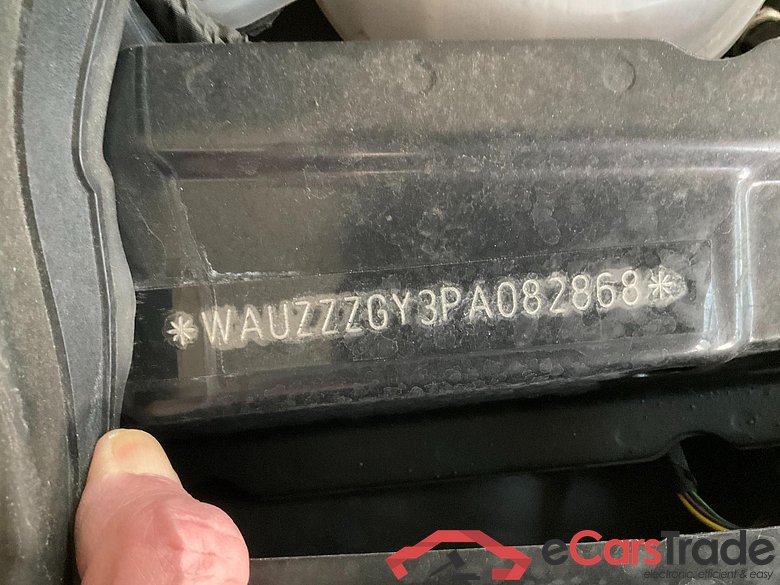 *WAUZZZGY3PA082868*
eCarsTrade
electronic, efficient & easy